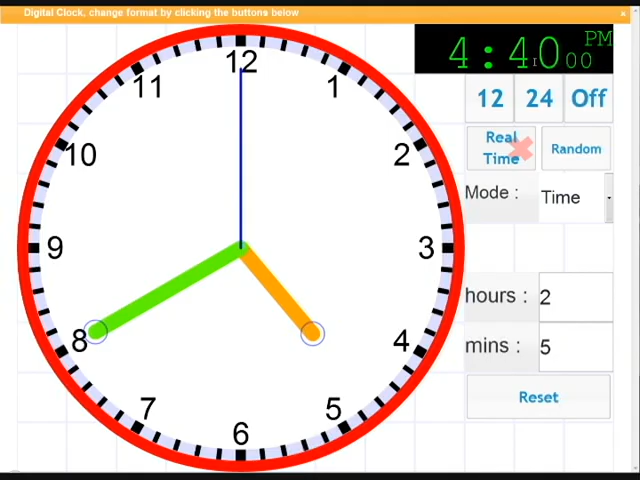 Digital Clock, change format by clicking the buttons below
×
4:40 00 PM
12
11
1
10
2
9
3
8
4
7
5
6
12 24 Off
Real
Time
Random
Mode : Time
hours : 2
mins : 5
Reset